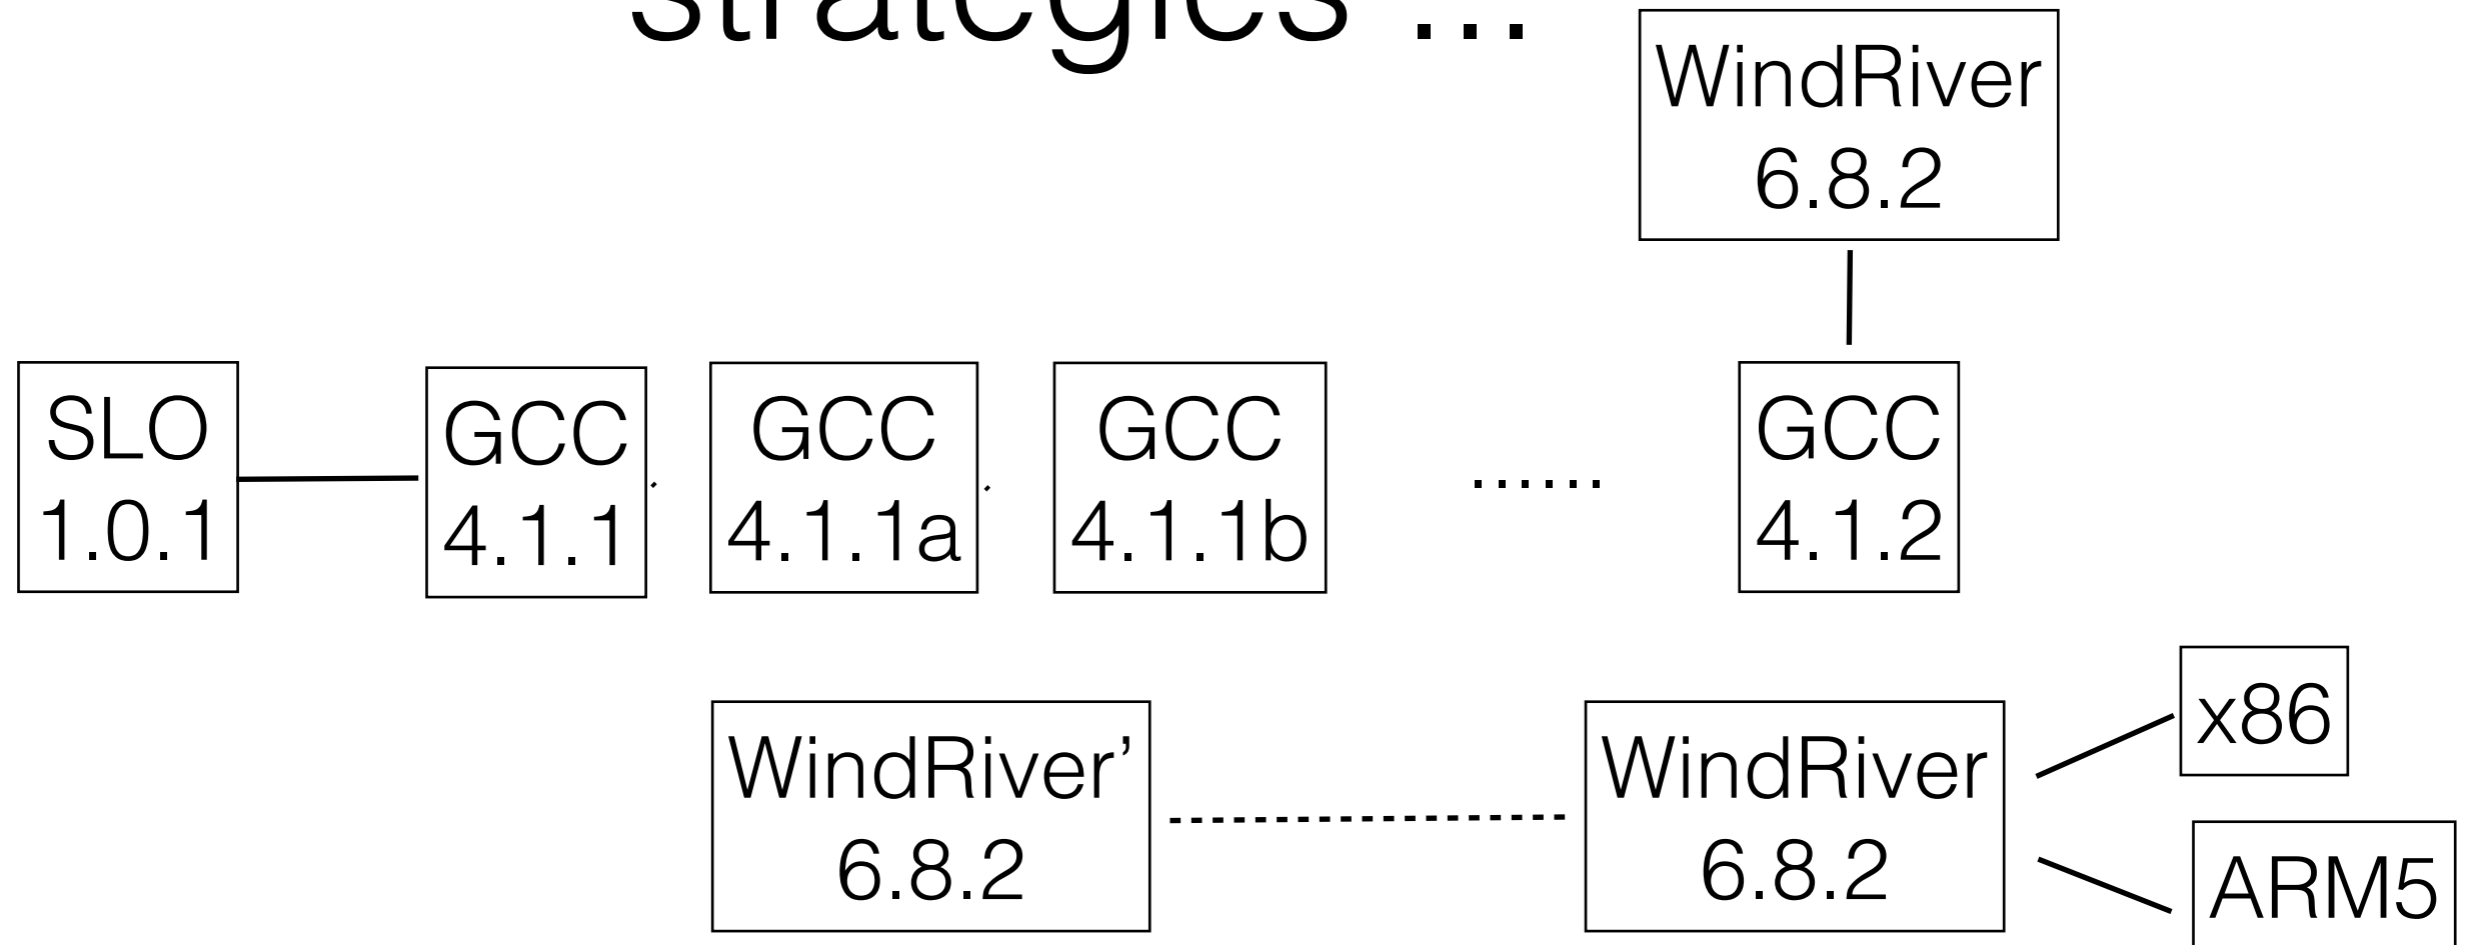 strategies ...
WindRiver
6.8.2
SLO
1.0.1
GCC
4.1.1
GCC
4.1.1a
GCC
4.1.1b
......
GCC
4.1.2
WindRiver’
6.8.2
WindRiver
6.8.2
x86
ARM5